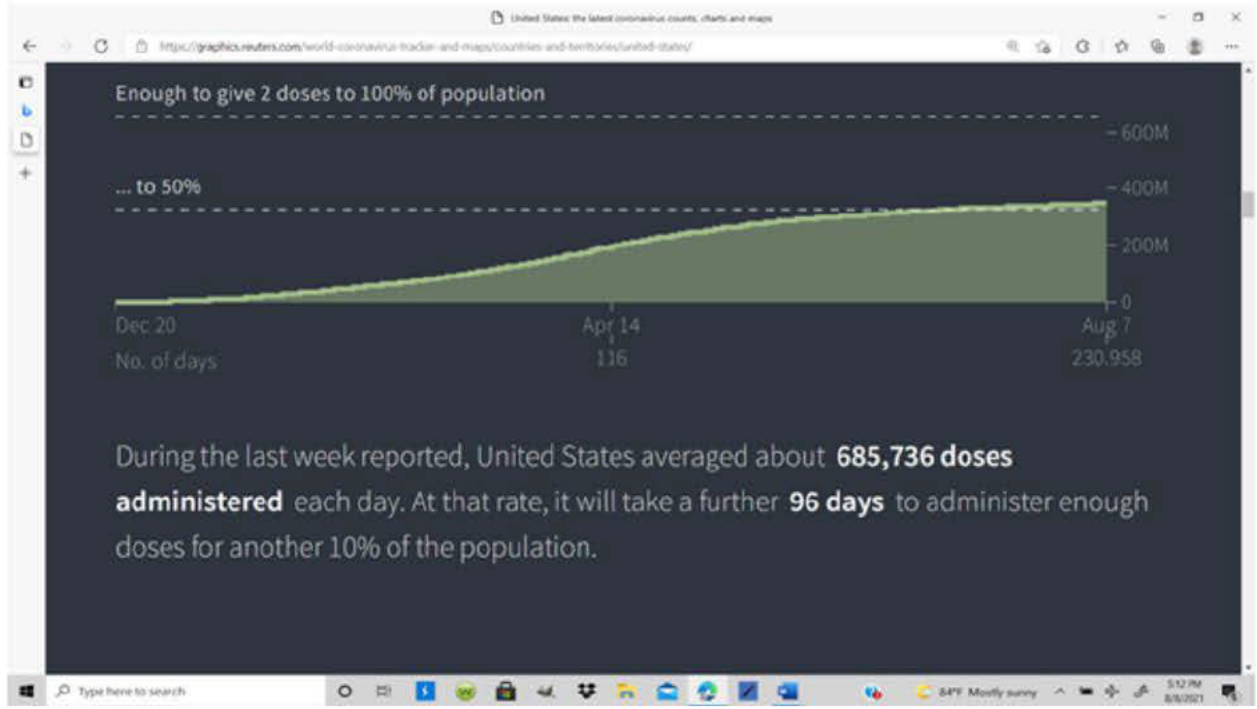 United States: the latest coronavirus counts, charts and maps
https://graphics.reuters.com/world-coronavirus-tracker-and-maps/countries-and-territories/united-states/
Enough to give 2 doses to 100% of population
600M
... to 50%
400M
200M
0
Dec 20 Apr 14 Aug 7
No. of days 116 230.958
During the last week reported, United States averaged about 685,736 doses
administered each day. At that rate, it will take a further 96 days to administer enough
doses for another 10% of the population.
Type here to search
84°F Mostly sunny
5:12 PM
8/8/2021